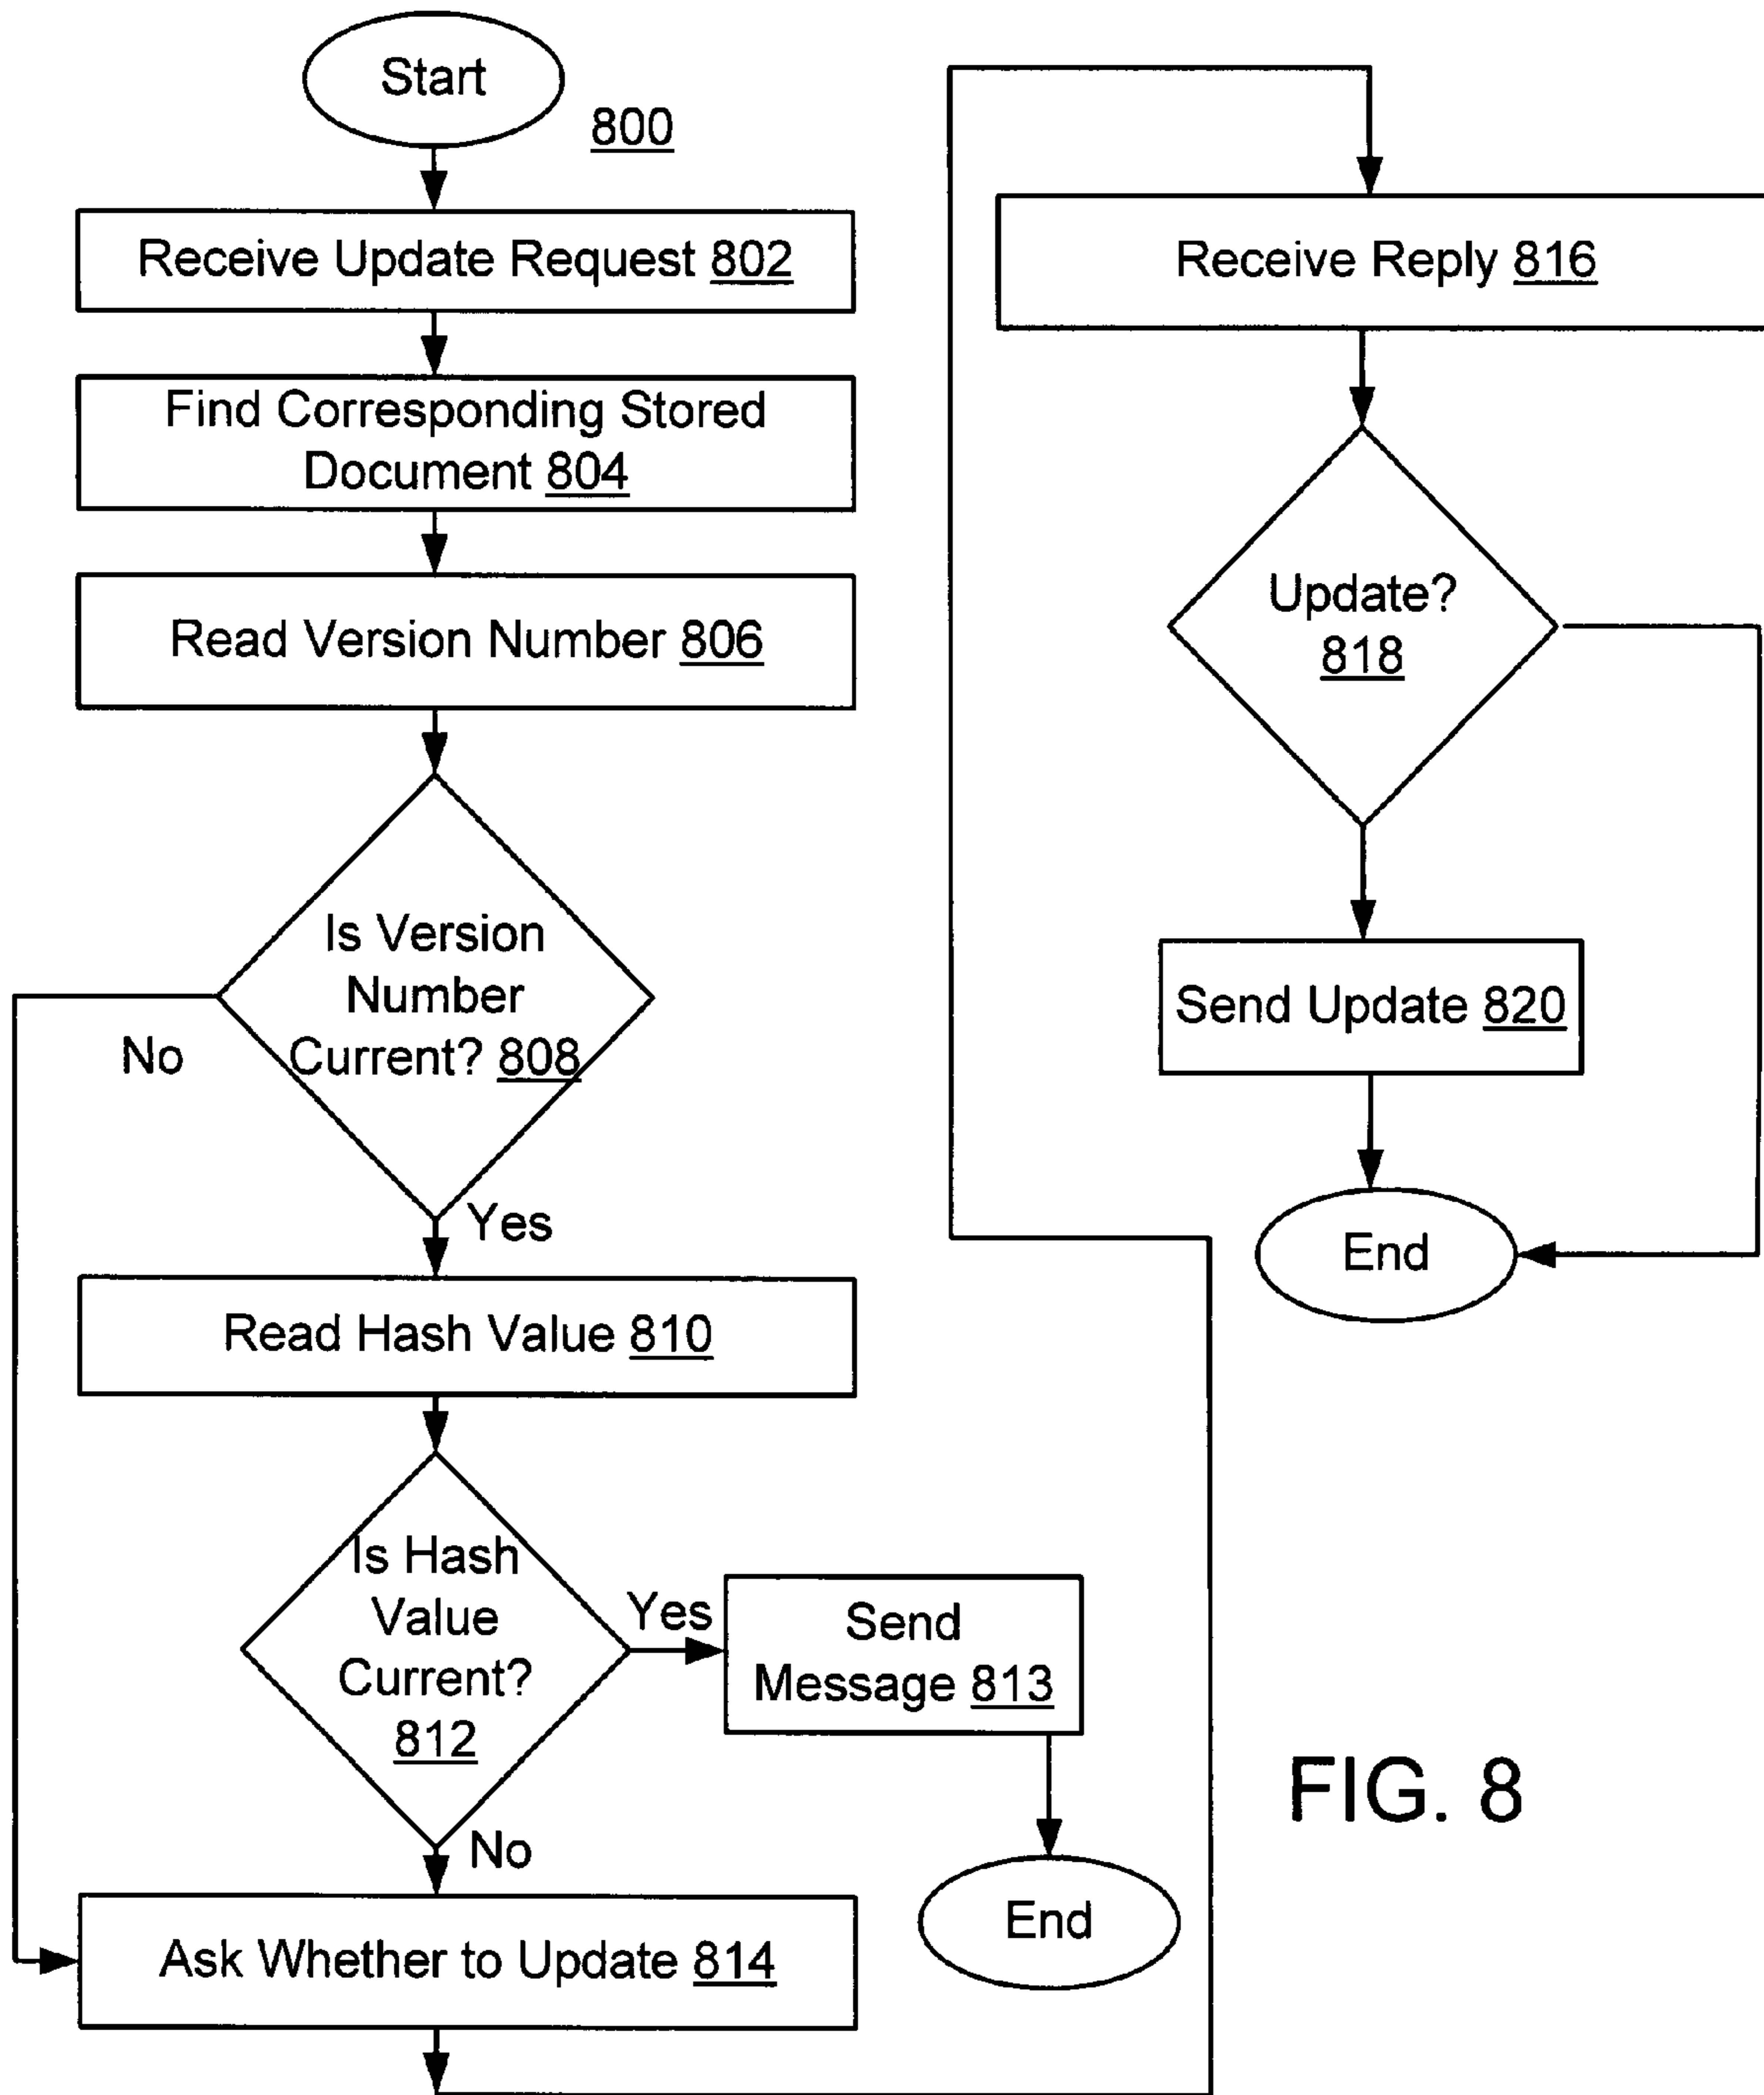 Start
800
Receive Update Request 802
Find Corresponding Stored
Document 804
Read Version Number 806
Is Version
Number
Current? 808
No
Yes
Read Hash Value 810
Is Hash
Value
Current?
812
Yes
Send
Message 813
End
No
Ask Whether to Update 814
Receive Reply 816
Update?
818
Send Update 820
End
FIG. 8